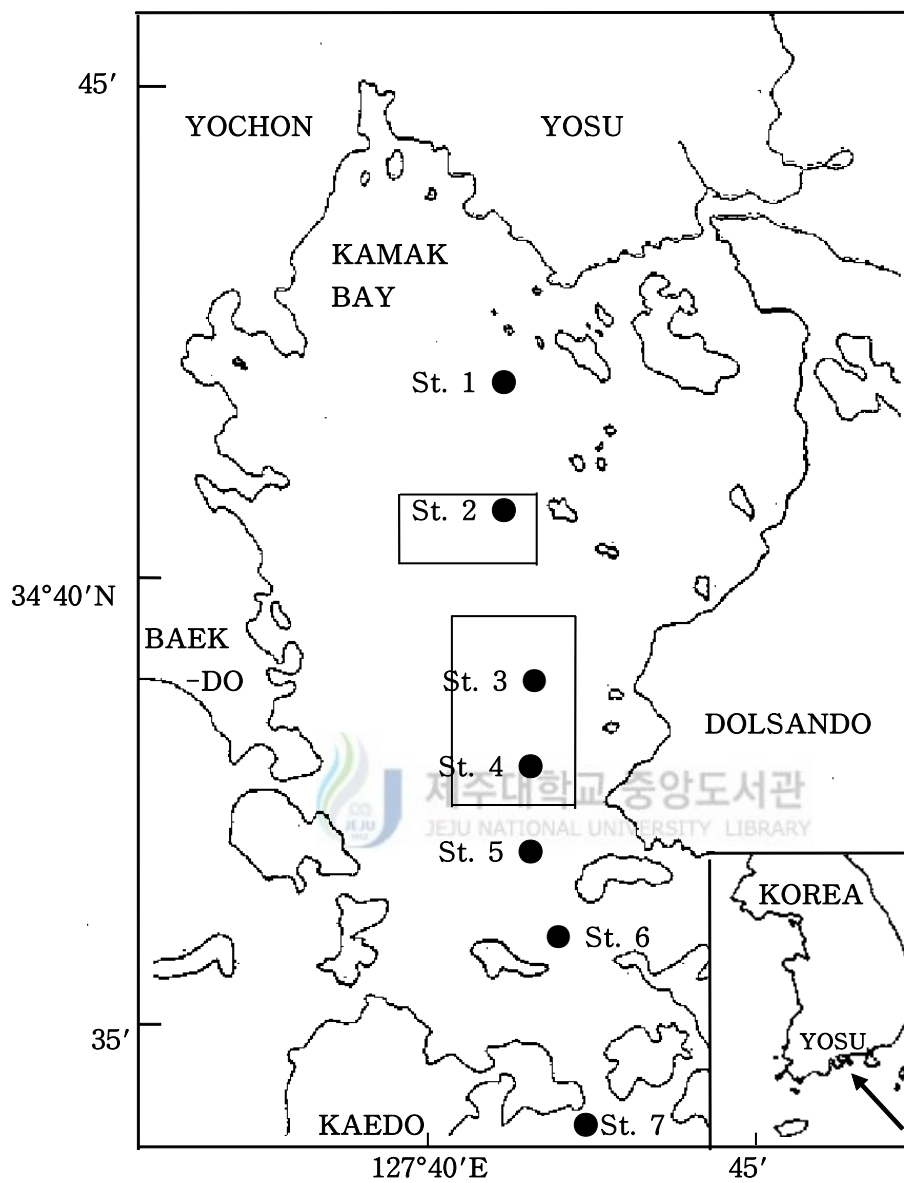 45′
YOCHON
YOSU
KAMAK
BAY
St. 1
St. 2
34°40′N
BAEK
-DO
St. 3
DOLSANDO
St. 4
제주대학교 중앙도서관
JEJU
JEJU NATIONAL UNIVERSITY LIBRARY
St. 5
KOREA
St. 6
35′
YOSU
KAEDO
St. 7
127°40′E
45′